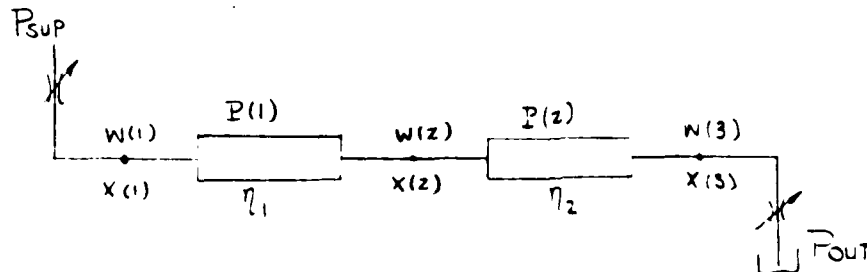 Psup
P(1) P(2)
W(1) W(2) W(3)
X(1) X(2) X(3)
η₁ η₂
POUT